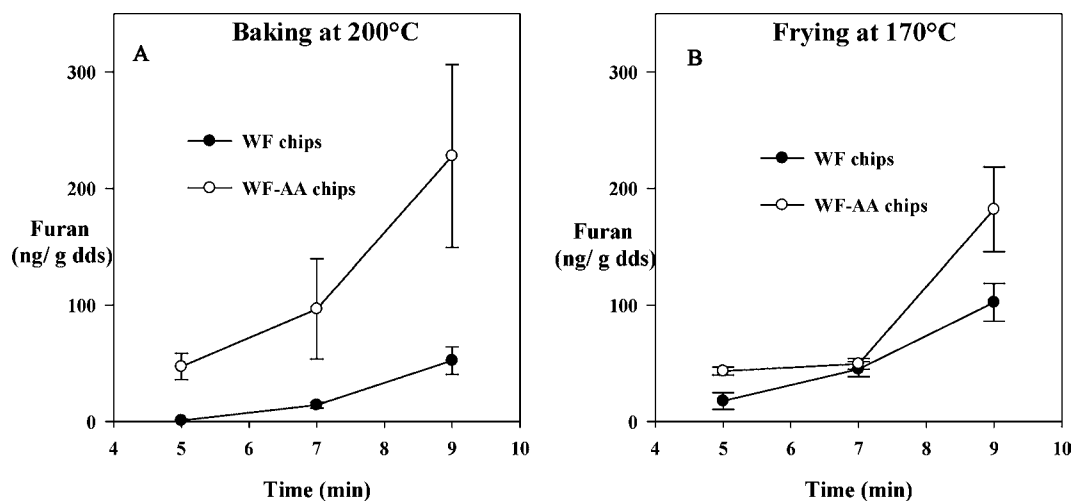 Baking at 200°C
A
300
WF chips
WF-AA chips
200
Furan
(ng/ g dds)
100
0
4 5 6 7 8 9 10
Time (min)
Frying at 170°C
B
300
WF chips
200
WF-AA chips
Furan
(ng/ g dds)
100
0
4 5 6 7 8 9 10
Time (min)